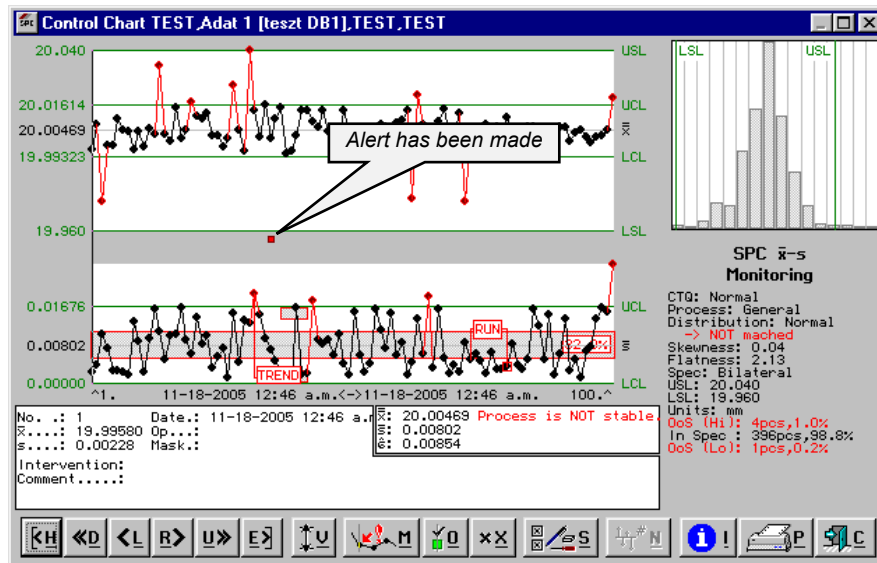 Control Chart TEST,Adat 1 [teszt DB1],TEST,TEST
20.040 USL
20.01614 UCL
20.00469 x̿
19.99323 LCL
19.960 LSL
Alert has been made
0.01676 UCL
0.00802 s̅
0.00000 LCL
RUN
TREND
^1. 11-18-2005 12:46 a.m.<->11-18-2005 12:46 a.m. 100.^
LSL USL
SPC x̅-s
Monitoring
CTQ: Normal
Process: General
Distribution: Normal
-> NOT mached
Skewness: 0.04
Flatness: 2.13
Spec: Bilateral
USL: 20.040
LSL: 19.960
Units: mm
OoS (Hi): 4pcs,1.0%
In Spec : 396pcs,98.8%
OoS (Lo): 1pcs,0.2%
No. .: 1 Date.: 11-18-2005 12:46 a.m
x̅....: 19.99580 Op...:
s....: 0.00228 Mask.:
x̿: 20.00469 Process is NOT stable.
s̅: 0.00802
σ̂: 0.00854
Intervention:
Comment.....:
[<H «D <L R> U» E>] U M O ××X S N ! P C